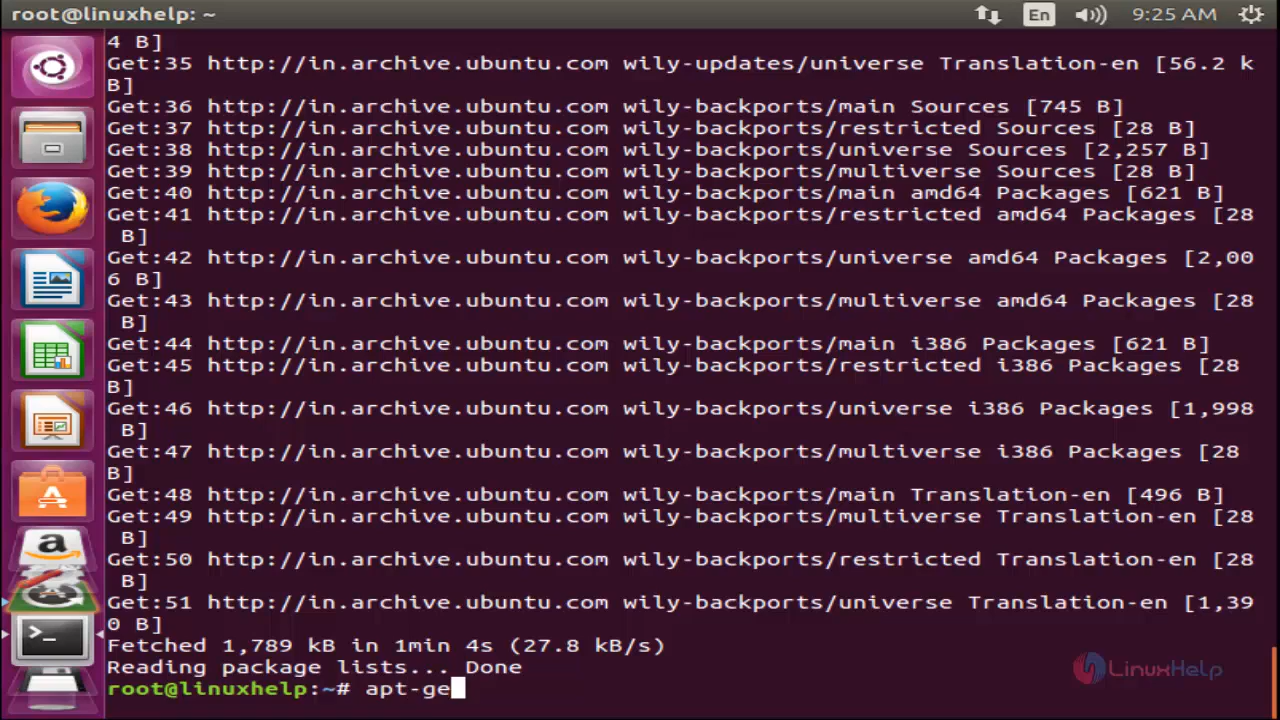 root@linuxhelp: ~
En
9:25 AM
4 B]
Get:35 http://in.archive.ubuntu.com wily-updates/universe Translation-en [56.2 k
B]
Get:36 http://in.archive.ubuntu.com wily-backports/main Sources [745 B]
Get:37 http://in.archive.ubuntu.com wily-backports/restricted Sources [28 B]
Get:38 http://in.archive.ubuntu.com wily-backports/universe Sources [2,257 B]
Get:39 http://in.archive.ubuntu.com wily-backports/multiverse Sources [28 B]
Get:40 http://in.archive.ubuntu.com wily-backports/main amd64 Packages [621 B]
Get:41 http://in.archive.ubuntu.com wily-backports/restricted amd64 Packages [28
 B]
Get:42 http://in.archive.ubuntu.com wily-backports/universe amd64 Packages [2,00
6 B]
Get:43 http://in.archive.ubuntu.com wily-backports/multiverse amd64 Packages [28
 B]
Get:44 http://in.archive.ubuntu.com wily-backports/main i386 Packages [621 B]
Get:45 http://in.archive.ubuntu.com wily-backports/restricted i386 Packages [28 
B]
Get:46 http://in.archive.ubuntu.com wily-backports/universe i386 Packages [1,998
 B]
Get:47 http://in.archive.ubuntu.com wily-backports/multiverse i386 Packages [28 
B]
Get:48 http://in.archive.ubuntu.com wily-backports/main Translation-en [496 B]
Get:49 http://in.archive.ubuntu.com wily-backports/multiverse Translation-en [28
 B]
Get:50 http://in.archive.ubuntu.com wily-backports/restricted Translation-en [28
 B]
Get:51 http://in.archive.ubuntu.com wily-backports/universe Translation-en [1,39
0 B]
Fetched 1,789 kB in 1min 4s (27.8 kB/s)
Reading package lists... Done
root@linuxhelp:~# apt-ge
LinuxHelp